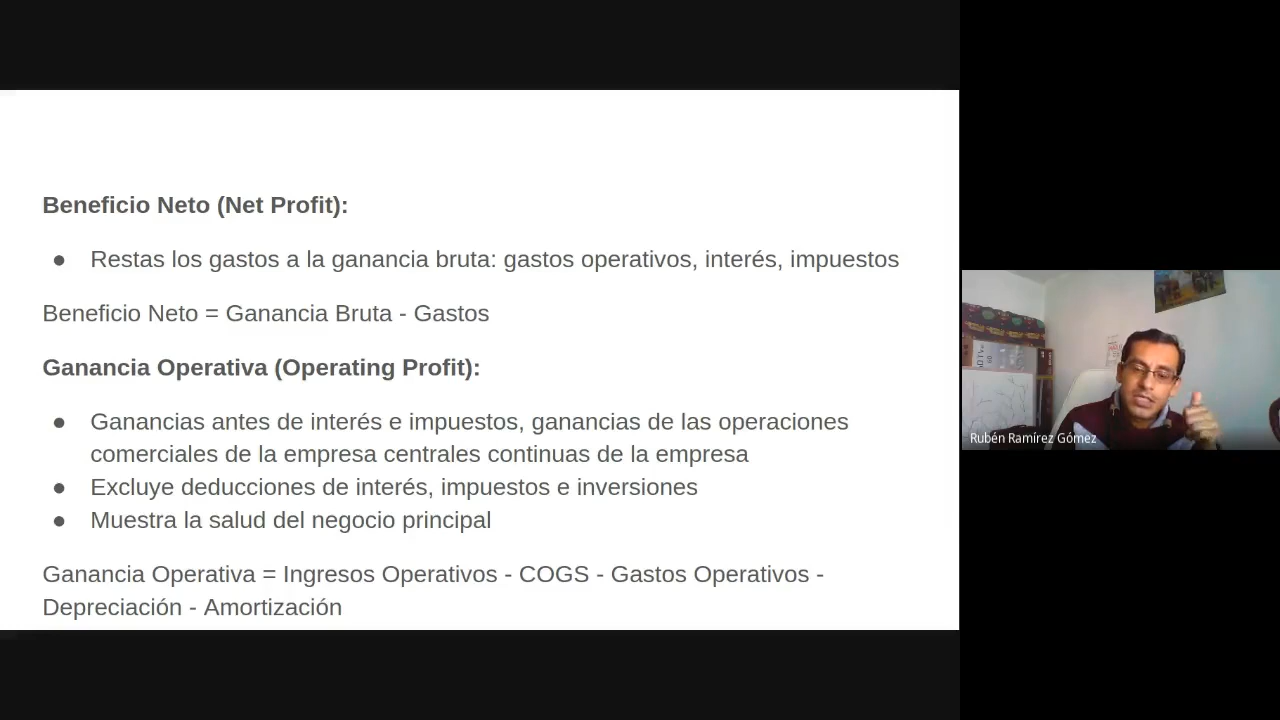 Beneficio Neto (Net Profit):
● Restas los gastos a la ganancia bruta: gastos operativos, interés, impuestos
Beneficio Neto = Ganancia Bruta - Gastos
Ganancia Operativa (Operating Profit):
● Ganancias antes de interés e impuestos, ganancias de las operaciones
comerciales de la empresa centrales continuas de la empresa
● Excluye deducciones de interés, impuestos e inversiones
● Muestra la salud del negocio principal
Ganancia Operativa = Ingresos Operativos - COGS - Gastos Operativos -
Depreciación - Amortización
Rubén Ramírez Gómez